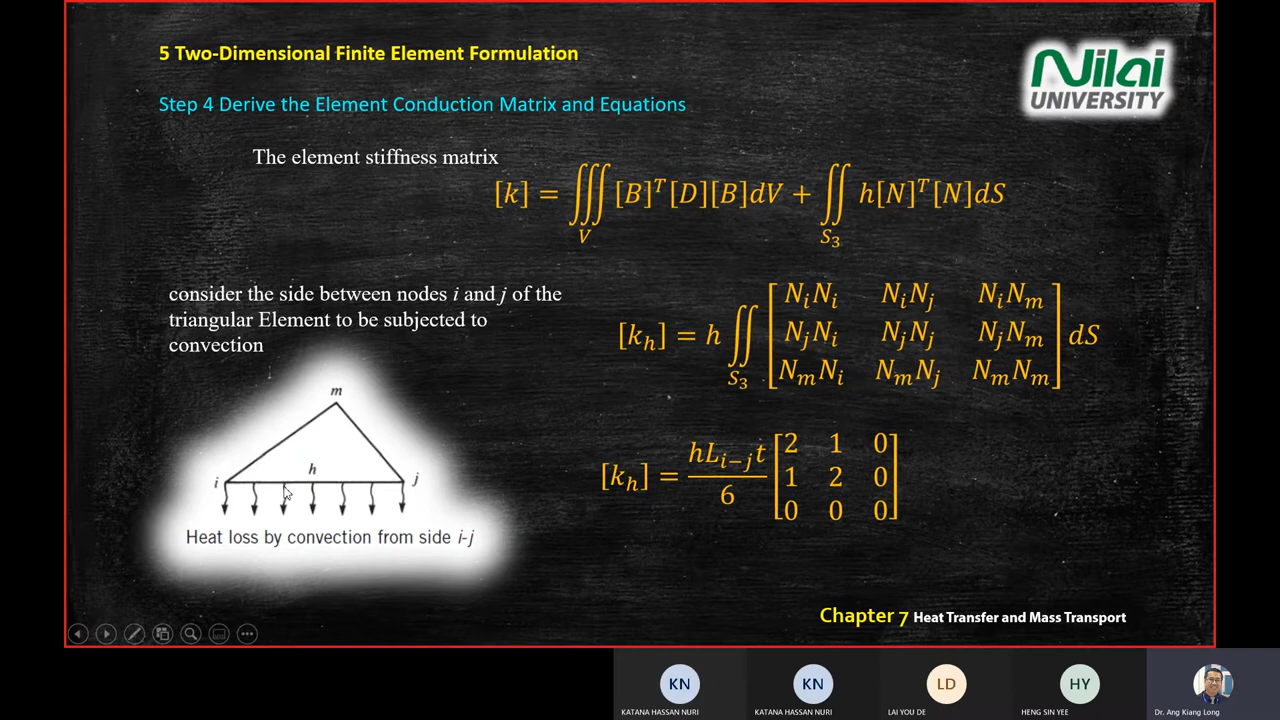 5 Two-Dimensional Finite Element Formulation
Nilai
UNIVERSITY
Step 4 Derive the Element Conduction Matrix and Equations
The element stiffness matrix
[k] = ∭_V [B]^T [D][B]dV + ∬_{S_3} h[N]^T [N]dS
consider the side between nodes i and j of the
triangular Element to be subjected to
convection
[k_h] = h ∬_{S_3} [N_iN_i N_iN_j N_iN_m
N_jN_i N_jN_j N_jN_m
N_mN_i N_mN_j N_mN_m] dS
m
h
i
j
Heat loss by convection from side i-j
[k_h] = hL_{i−j}t / 6 [2 1 0
1 2 0
0 0 0]
Chapter 7 Heat Transfer and Mass Transport
KN
KN
LD
HY
KATANA HASSAN NURI
KATANA HASSAN NURI
LAI YOU DE
HENG SIN YEE
Dr. Ang Kiang Long